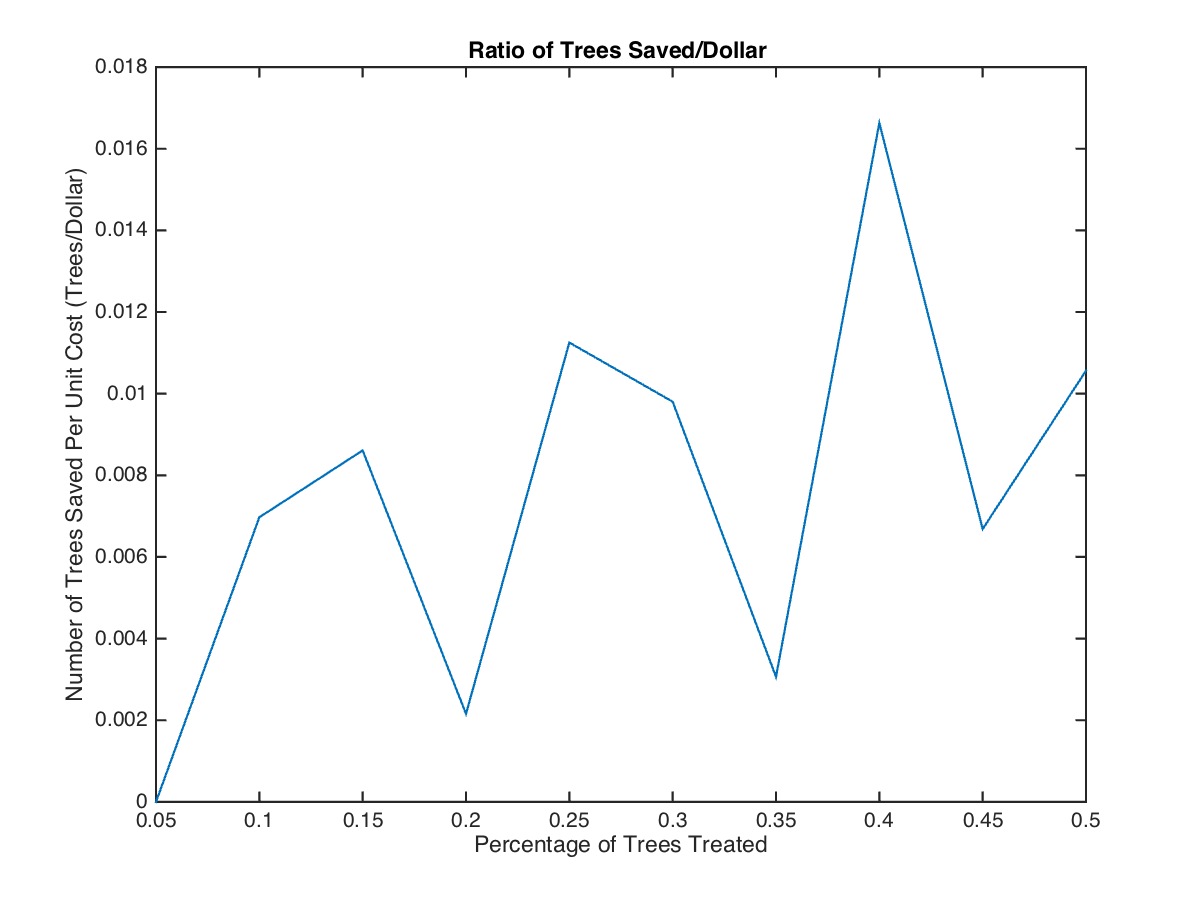 Ratio of Trees Saved/Dollar
Number of Trees Saved Per Unit Cost (Trees/Dollar)
0.018
0.016
0.014
0.012
0.01
0.008
0.006
0.004
0.002
0
0.05 0.1 0.15 0.2 0.25 0.3 0.35 0.4 0.45 0.5
Percentage of Trees Treated